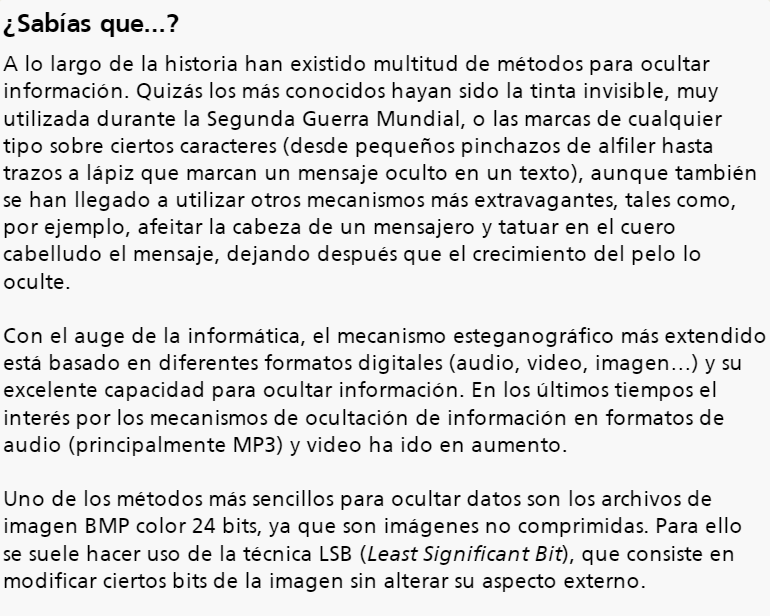 ¿Sabías que...?
A lo largo de la historia han existido multitud de métodos para ocultar
información. Quizás los más conocidos hayan sido la tinta invisible, muy
utilizada durante la Segunda Guerra Mundial, o las marcas de cualquier
tipo sobre ciertos caracteres (desde pequeños pinchazos de alfiler hasta
trazos a lápiz que marcan un mensaje oculto en un texto), aunque también
se han llegado a utilizar otros mecanismos más extravagantes, tales como,
por ejemplo, afeitar la cabeza de un mensajero y tatuar en el cuero
cabelludo el mensaje, dejando después que el crecimiento del pelo lo
oculte.
Con el auge de la informática, el mecanismo esteganográfico más extendido
está basado en diferentes formatos digitales (audio, video, imagen...) y su
excelente capacidad para ocultar información. En los últimos tiempos el
interés por los mecanismos de ocultación de información en formatos de
audio (principalmente MP3) y video ha ido en aumento.
Uno de los métodos más sencillos para ocultar datos son los archivos de
imagen BMP color 24 bits, ya que son imágenes no comprimidas. Para ello
se suele hacer uso de la técnica LSB (Least Significant Bit), que consiste en
modificar ciertos bits de la imagen sin alterar su aspecto externo.